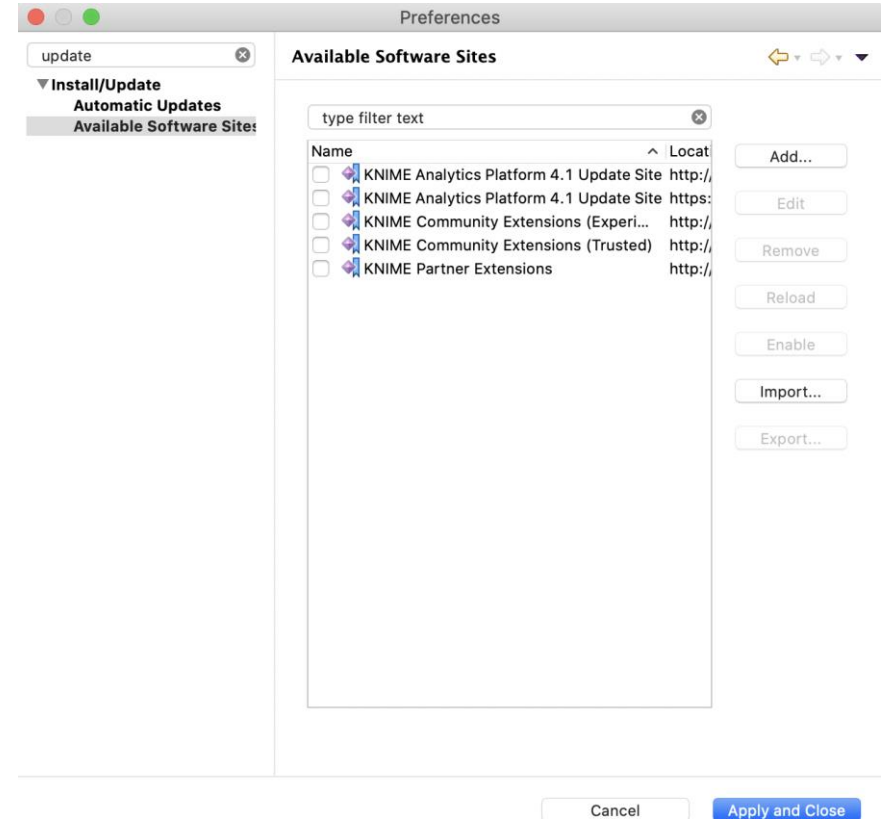 Preferences
update
Available Software Sites
Install/Update
Automatic Updates
Available Software Sites
type filter text
Name Locati
KNIME Analytics Platform 4.1 Update Site http://
KNIME Analytics Platform 4.1 Update Site https:
KNIME Community Extensions (Experi... http://
KNIME Community Extensions (Trusted) http://
KNIME Partner Extensions http://
Add...
Edit
Remove
Reload
Enable
Import...
Export...
Cancel
Apply and Close